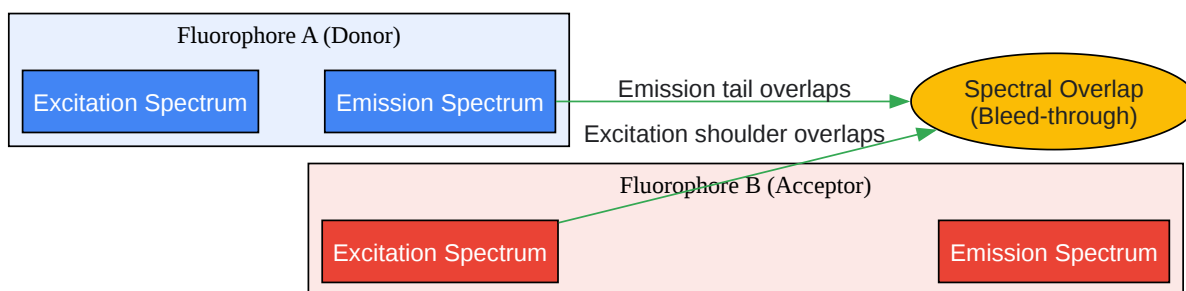 Fluorophore A (Donor)
Excitation Spectrum
Emission Spectrum
Emission tail overlaps
Spectral Overlap
(Bleed-through)
Excitation shoulder overlaps
Fluorophore B (Acceptor)
Excitation Spectrum
Emission Spectrum